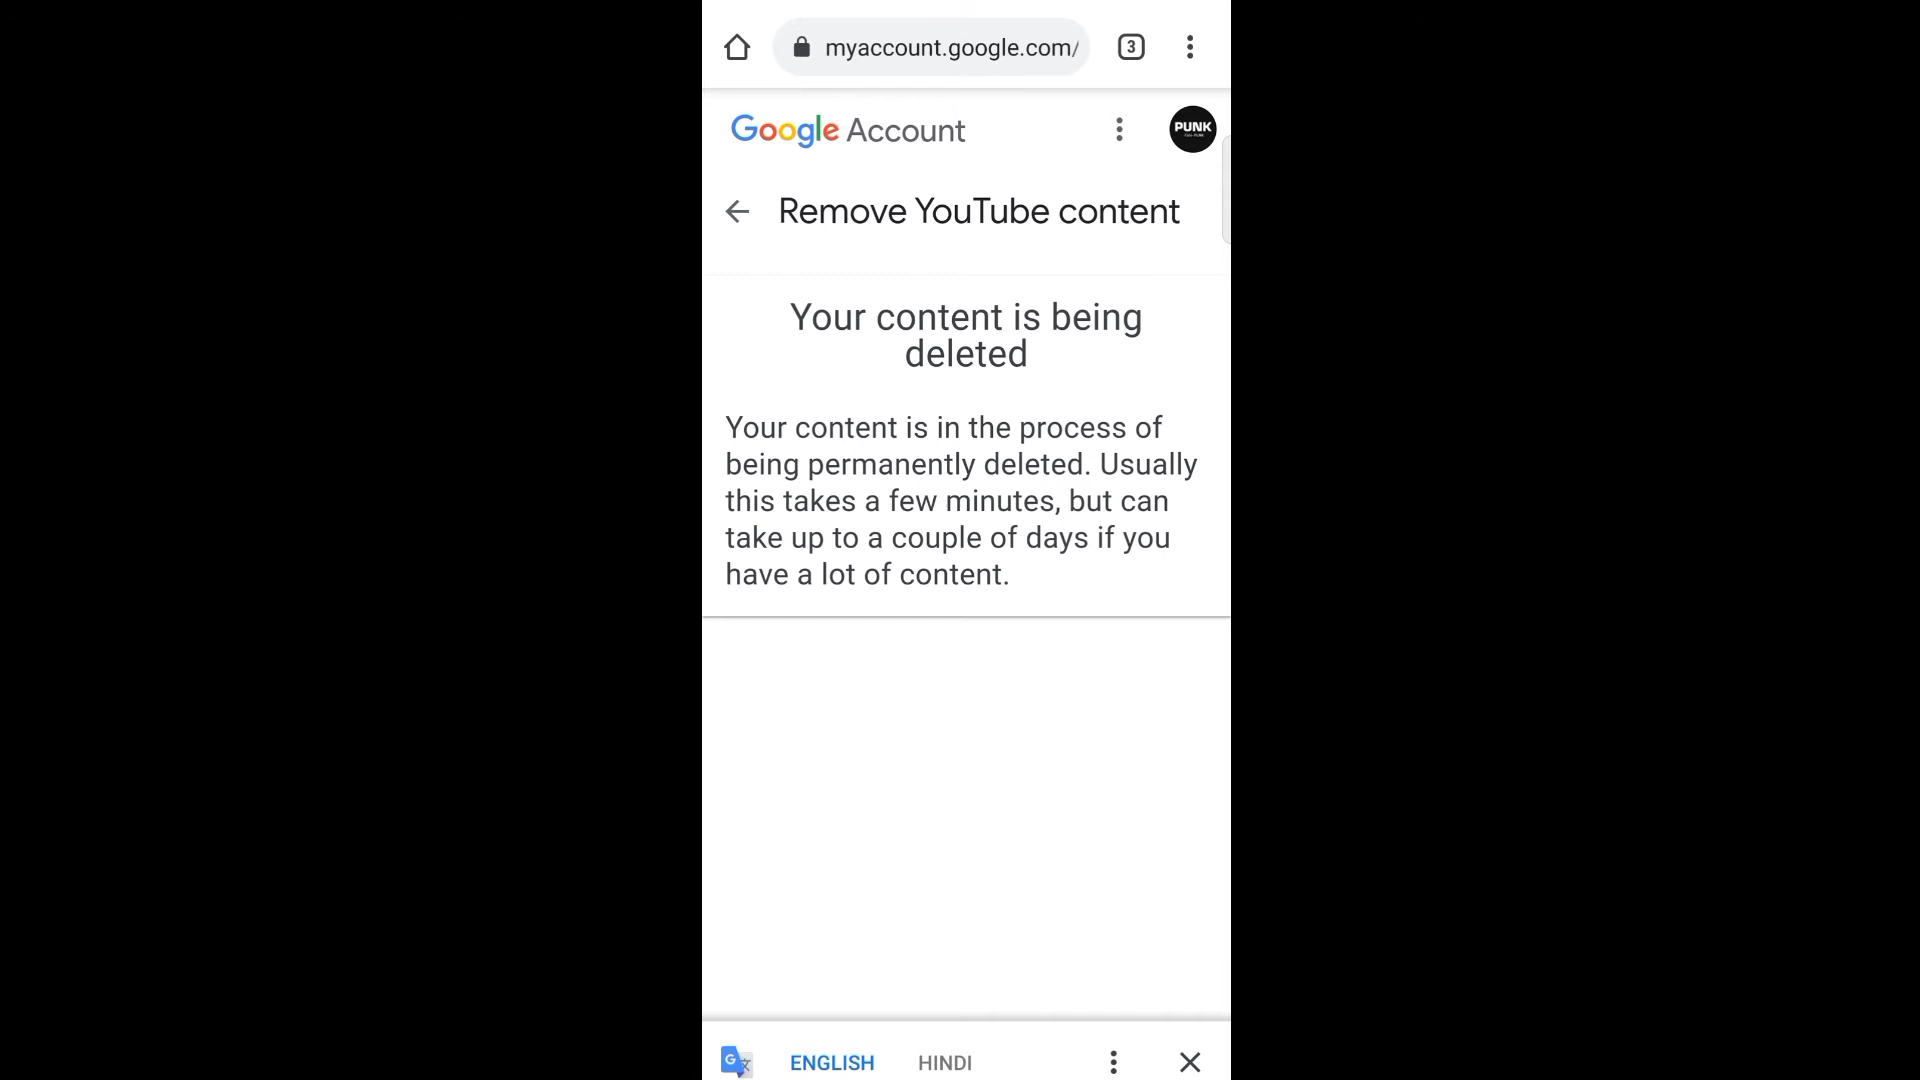 myaccount.google.com/
3
Google Account
PUNK
Remove YouTube content
Your content is being
deleted
Your content is in the process of
being permanently deleted. Usually
this takes a few minutes, but can
take up to a couple of days if you
have a lot of content.
ENGLISH HINDI